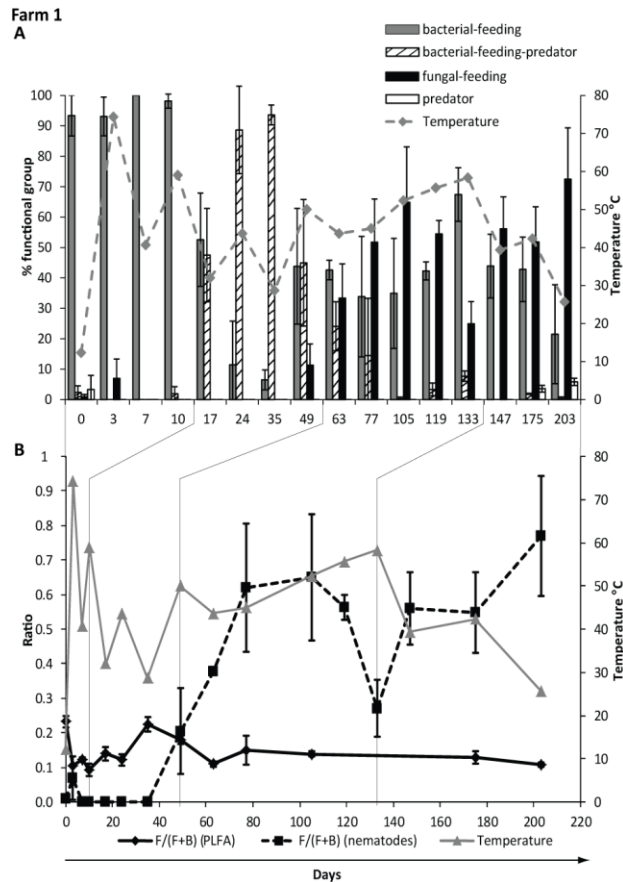 Farm 1
A
bacterial-feeding
bacterial-feeding-predator
fungal-feeding
predator
Temperature
% functional group
100
90
80
70
60
50
40
30
20
10
0
80
70
60
50
40
30
20
10
0
Temperature °C
0 3 7 10 17 24 35 49 63 77 105 119 133 147 175 203
B
Ratio
1
0.9
0.8
0.7
0.6
0.5
0.4
0.3
0.2
0.1
0.0
80
70
60
50
40
30
20
10
0
Temperature °C
0 20 40 60 80 100 120 140 160 180 200 220
F/(F+B) (PLFA) F/(F+B) (nematodes) Temperature
Days